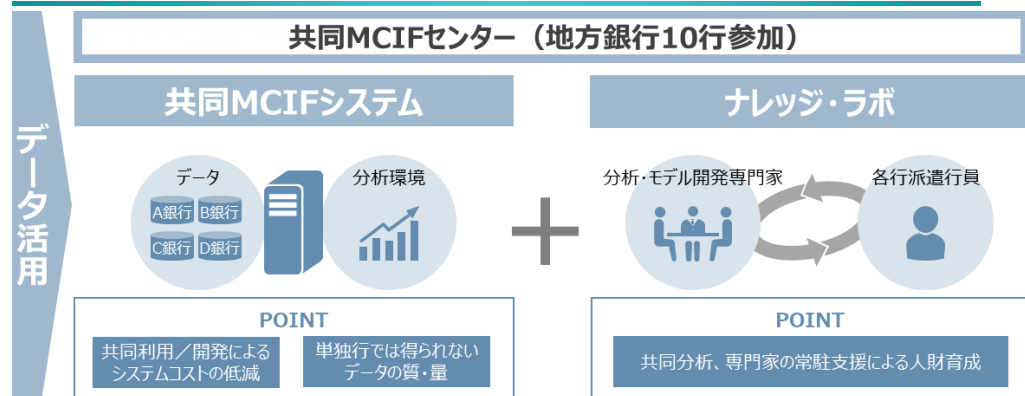 共同MCIFセンター（地方銀行10行参加）
データ活用
共同MCIFシステム
データ
分析環境
A銀行 B銀行
C銀行 D銀行
POINT
共同利用／開発による
システムコストの低減
単独行では得られない
データの質・量
ナレッジ・ラボ
分析・モデル開発専門家
各行派遣行員
POINT
共同分析、専門家の常駐支援による人財育成